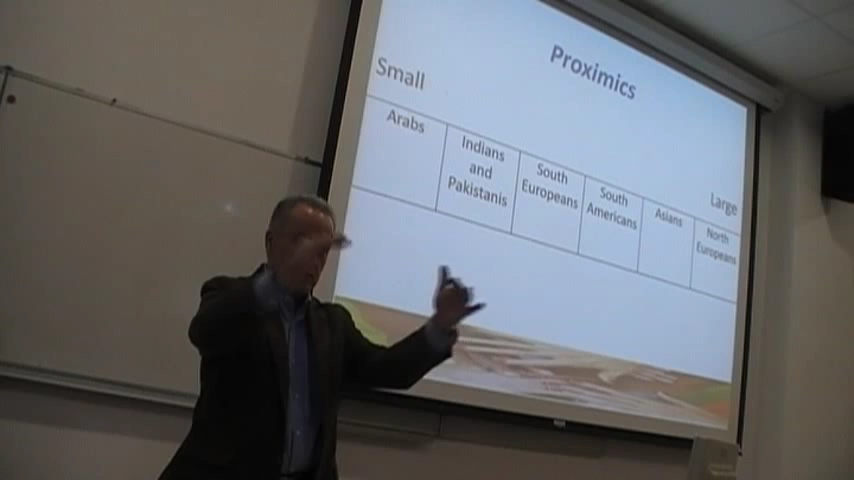 Proximics
Small
Large
Arabs
Indians
and
Pakistanis
South
Europeans
South
Americans
Asians
North
Europeans